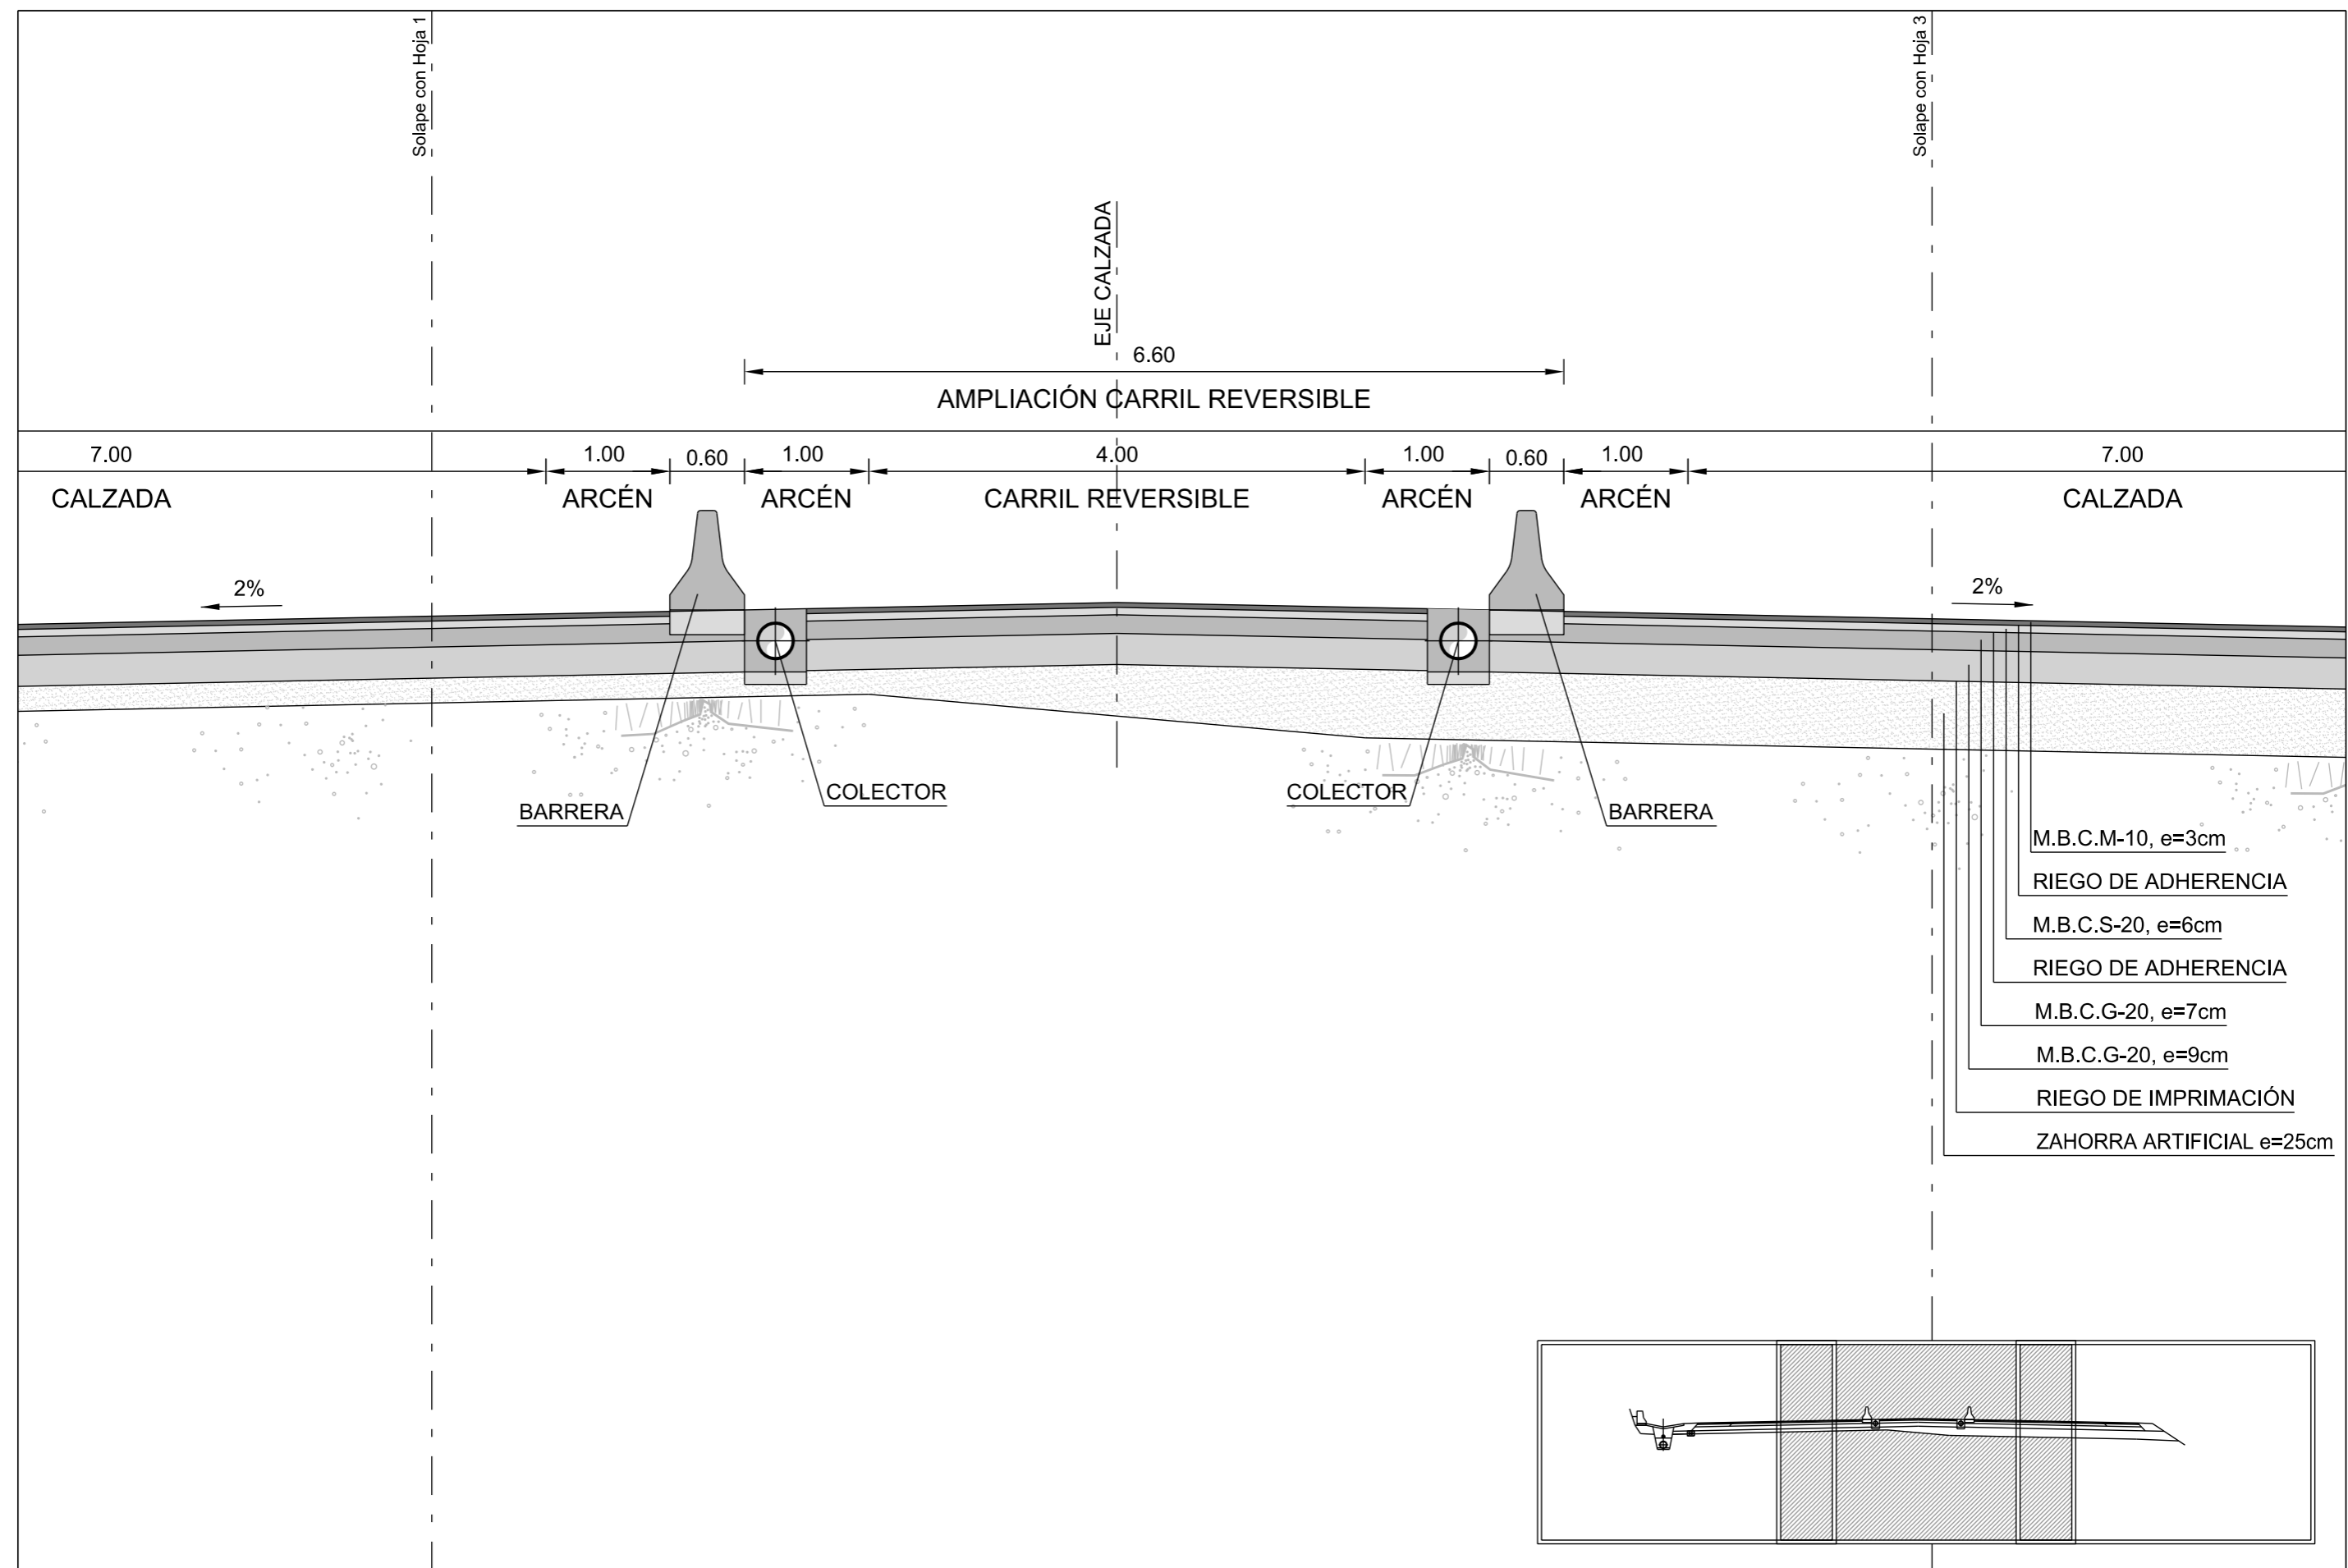 Solape con Hoja 1
Solape con Hoja 3
EJE CALZADA
6.60
AMPLIACIÓN CARRIL REVERSIBLE
7.00
1.00
0.60
1.00
4.00
1.00
0.60
1.00
7.00
CALZADA
ARCÉN
ARCÉN
CARRIL REVERSIBLE
ARCÉN
ARCÉN
CALZADA
2%
2%
BARRERA
COLECTOR
COLECTOR
BARRERA
M.B.C.M-10, e=3cm
RIEGO DE ADHERENCIA
M.B.C.S-20, e=6cm
RIEGO DE ADHERENCIA
M.B.C.G-20, e=7cm
M.B.C.G-20, e=9cm
RIEGO DE IMPRIMACIÓN
ZAHORRA ARTIFICIAL e=25cm